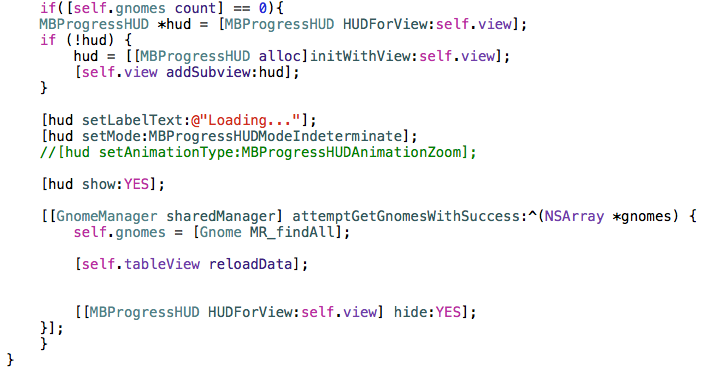 if([self.gnomes count] == 0){
MBProgressHUD *hud = [MBProgressHUD HUDForView:self.view];
if (!hud) {
hud = [[MBProgressHUD alloc]initWithView:self.view];
[self.view addSubview:hud];
}
[hud setLabelText:@"Loading..."];
[hud setMode:MBProgressHUDModeIndeterminate];
//[hud setAnimationType:MBProgressHUDAnimationZoom];
[hud show:YES];
[[GnomeManager sharedManager] attemptGetGnomesWithSuccess:^(NSArray *gnomes) {
self.gnomes = [Gnome MR_findAll];
[self.tableView reloadData];
[[MBProgressHUD HUDForView:self.view] hide:YES];
}];
}
}